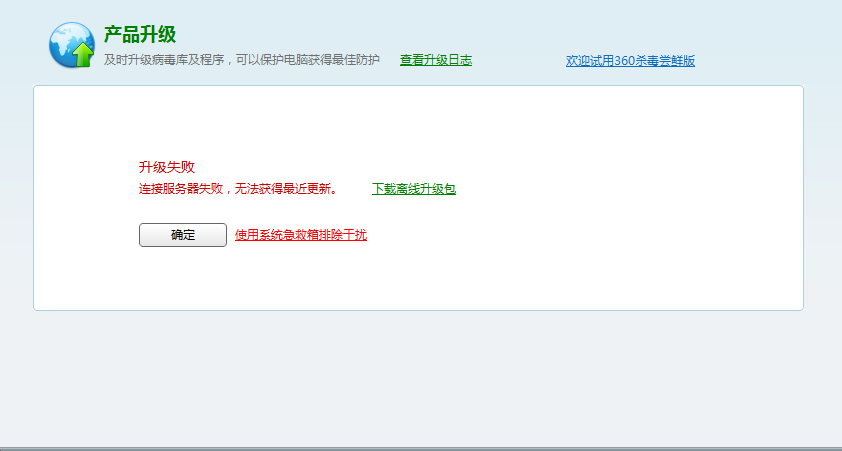 产品升级
及时升级病毒库及程序，可以保护电脑获得最佳防护 查看升级日志 欢迎试用360杀毒尝鲜版
升级失败
连接服务器失败，无法获得最近更新。 下载离线升级包
确定 使用系统急救箱排除干扰